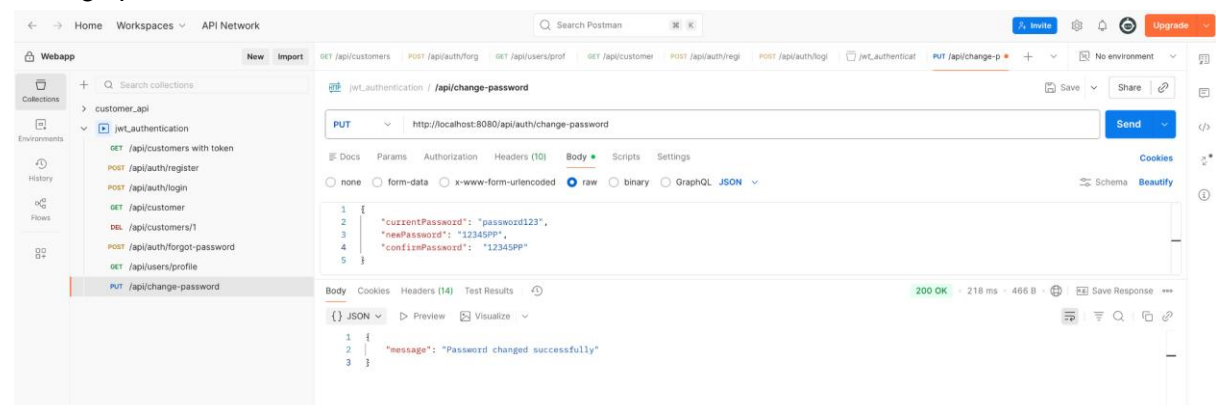 Home Workspaces API Network Search Postman ⌘ K Invite Upgrade
Webapp New Import GET /api/customers POST /api/auth/forg GET /api/users/prof GET /api/customer POST /api/auth/regi POST /api/auth/logi jwt_authenticat PUT /api/change-p No environment
Collections
Environments
History
Flows
Search collections
customer_api
jwt_authentication
GET /api/customers with token
POST /api/auth/register
POST /api/auth/login
GET /api/customer
DEL /api/customers/1
POST /api/auth/forgot-password
GET /api/users/profile
PUT /api/change-password
jwt_authentication / /api/change-password Save Share
PUT http://localhost:8080/api/auth/change-password Send
Docs Params Authorization Headers (10) Body Scripts Settings Cookies
none form-data x-www-form-urlencoded raw binary GraphQL JSON Schema Beautify
1 {
2 "currentPassword": "password123",
3 "newPassword": "12345PP",
4 "confirmPassword": "12345PP"
5 }
Body Cookies Headers (14) Test Results 200 OK 218 ms 466 B Save Response
{} JSON Preview Visualize
1 {
2 "message": "Password changed successfully"
3 }